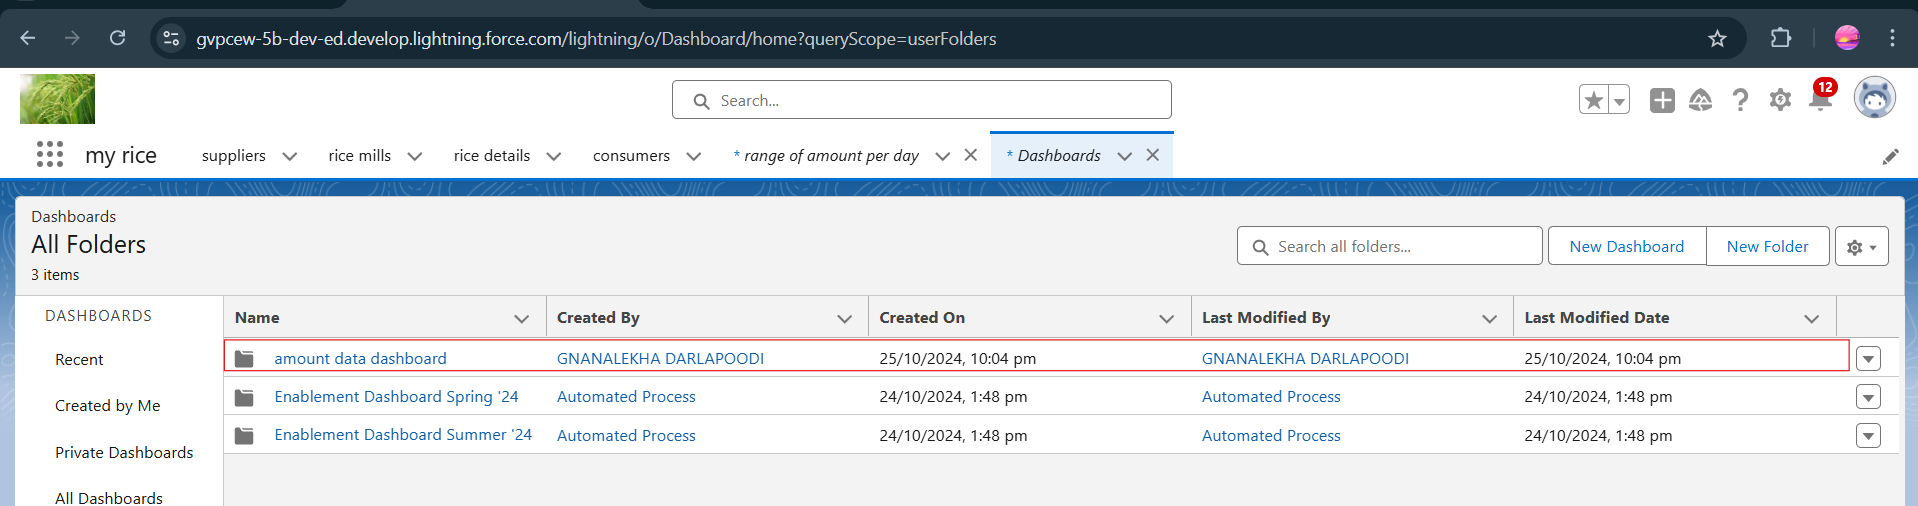 gvpcew-5b-dev-ed.develop.lightning.force.com/lightning/o/Dashboard/home?queryScope=userFolders
Search...
12
my rice suppliers rice mills rice details consumers * range of amount per day * Dashboards
Dashboards
All Folders
3 items
Search all folders...
New Dashboard
New Folder
DASHBOARDS
Recent
Created by Me
Private Dashboards
All Dashboards
Name Created By Created On Last Modified By Last Modified Date
amount data dashboard GNANALEKHA DARLAPOODI 25/10/2024, 10:04 pm GNANALEKHA DARLAPOODI 25/10/2024, 10:04 pm
Enablement Dashboard Spring '24 Automated Process 24/10/2024, 1:48 pm Automated Process 24/10/2024, 1:48 pm
Enablement Dashboard Summer '24 Automated Process 24/10/2024, 1:48 pm Automated Process 24/10/2024, 1:48 pm